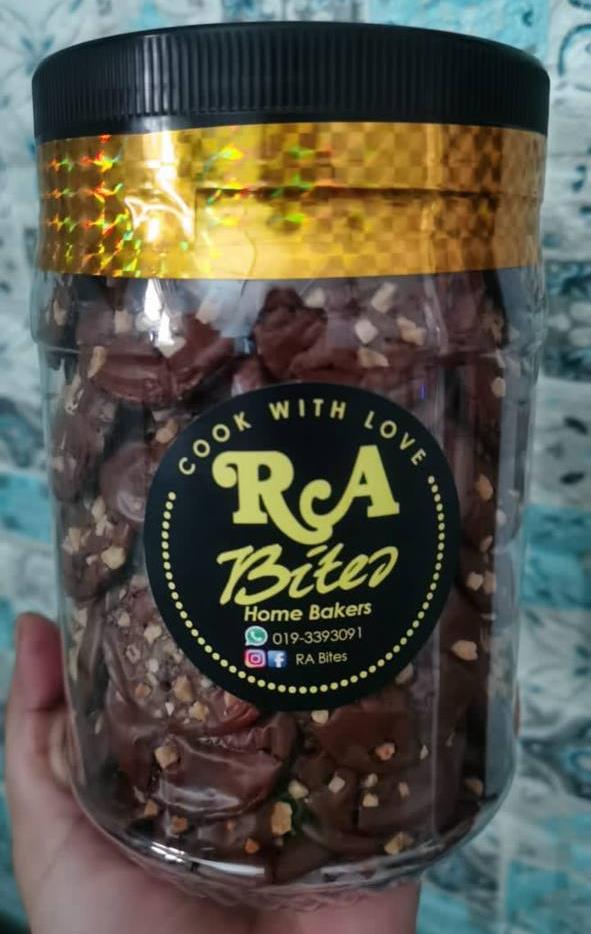 COOK WITH LOVE
RA
Bites
Home Bakers
019-3393091
RA Bites